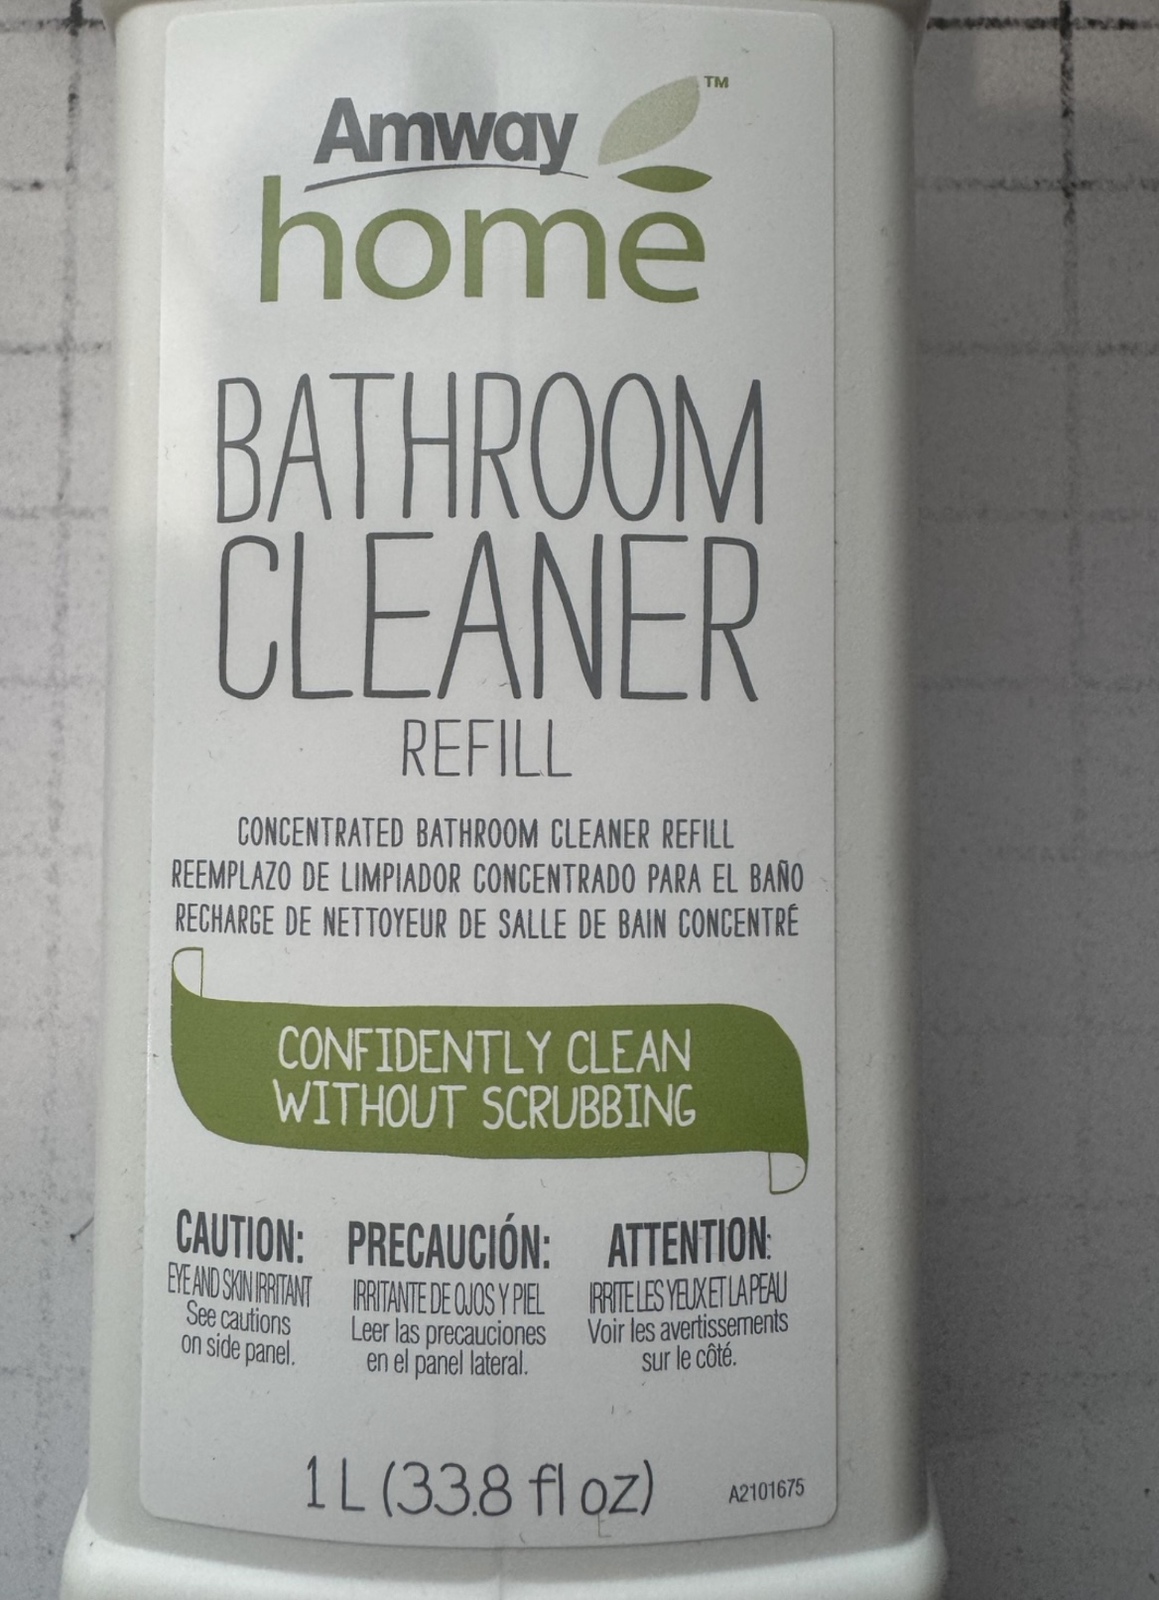 Amway™
home
BATHROOM
CLEANER
REFILL
CONCENTRATED BATHROOM CLEANER REFILL
REEMPLAZO DE LIMPIADOR CONCENTRADO PARA EL BAÑO
RECHARGE DE NETTOYEUR DE SALLE DE BAIN CONCENTRÉ
CONFIDENTLY CLEAN
WITHOUT SCRUBBING
CAUTION:
EYE AND SKIN IRRITANT
See cautions
on side panel.
PRECAUCIÓN:
IRRITANTE DE OJOS Y PIEL
Leer las precauciones
en el panel lateral.
ATTENTION:
IRRITE LES YEUX ET LA PEAU
Voir les avertissements
sur le côté.
1 L (33.8 fl oz)
A2101675